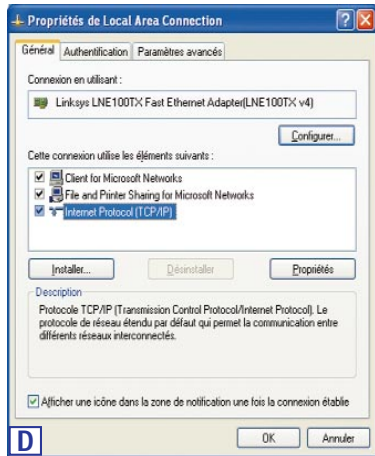 Propriétés de Local Area Connection
Général Authentification Paramètres avancés
Connexion en utilisant :
Linksys LNE100TX Fast Ethernet Adapter(LNE100TX v4)
Configurer...
Cette connexion utilise les éléments suivants :
Client for Microsoft Networks
File and Printer Sharing for Microsoft Networks
Internet Protocol (TCP/IP)
Installer... Désinstaller Propriétés
Description
Protocole TCP/IP (Transmission Control Protocol/Internet Protocol). Le
protocole de réseau étendu par défaut qui permet la communication entre
différents réseaux interconnectés.
Afficher une icône dans la zone de notification une fois la connexion établie
D
OK Annuler